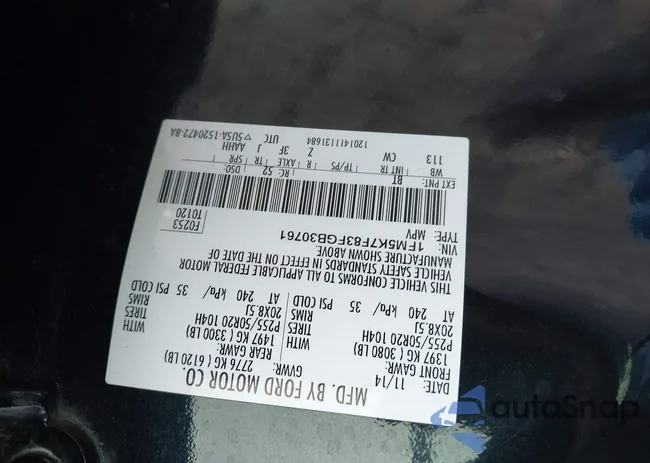 MFD. BY FORD MOTOR CO.
DATE: 11/14 GVWR: 2776 KG ( 6120 LB)
FRONT GAWR: REAR GAWR:
1397 KG ( 3080 LB) 1497 KG ( 3300 LB)
P255/50R20 104H WITH TIRES P255/50R20 104H WITH TIRES
20X8.5J RIMS 20X8.5J RIMS
AT 240 kPa/ 35 PSI COLD AT 240 kPa/ 35 PSI COLD
THIS VEHICLE CONFORMS TO ALL APPLICABLE FEDERAL MOTOR
VEHICLE SAFETY STANDARDS IN EFFECT ON THE DATE OF
MANUFACTURE SHOWN ABOVE.
VIN: 1FM5K7F83FGB30761
TYPE: MPV
F0253
T0120
EXT PNT: BT RC: 52 DSO:
WB INT TR TP/PS R AXLE TR SPR
113 CW Z 3F J AAHH
UTC ▽5U5A-1520472-BA
1201411131684
autoSnap